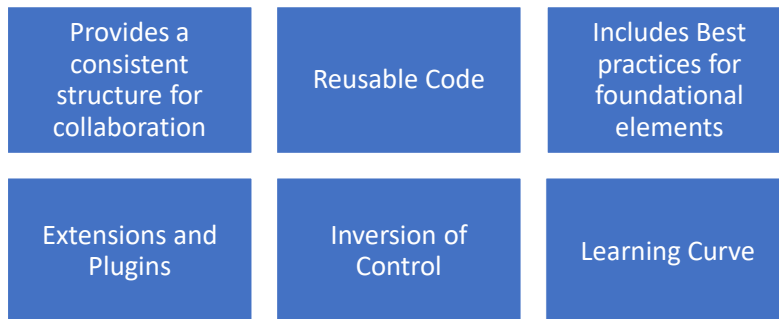 Provides a
consistent
structure for
collaboration
Reusable Code
Includes Best
practices for
foundational
elements
Extensions and
Plugins
Inversion of
Control
Learning Curve